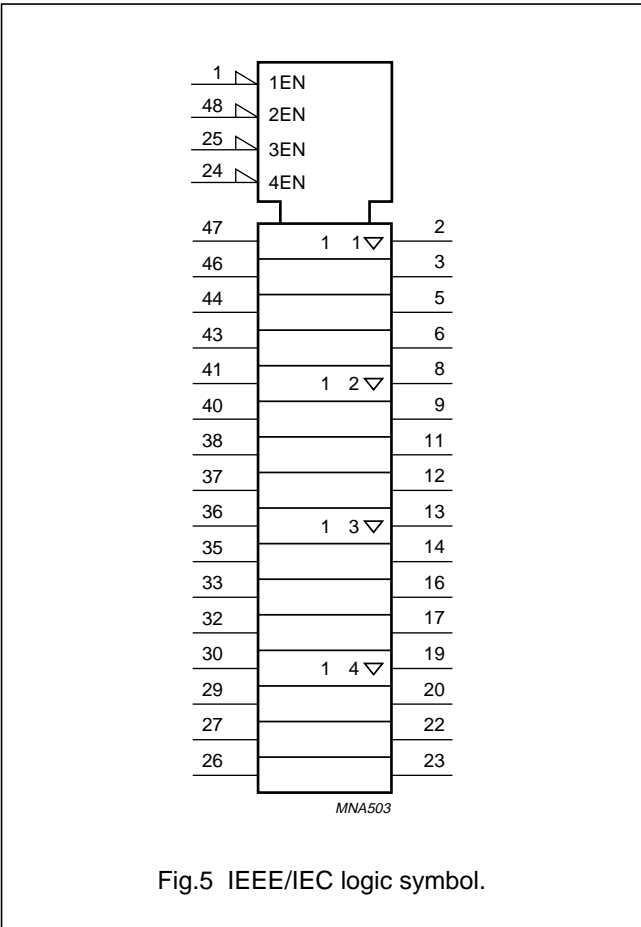 1 1EN
48 2EN
25 3EN
24 4EN
47 1 1▽ 2
46 3
44 5
43 6
41 1 2▽ 8
40 9
38 11
37 12
36 1 3▽ 13
35 14
33 16
32 17
30 1 4▽ 19
29 20
27 22
26 23
MNA503
Fig.5 IEEE/IEC logic symbol.